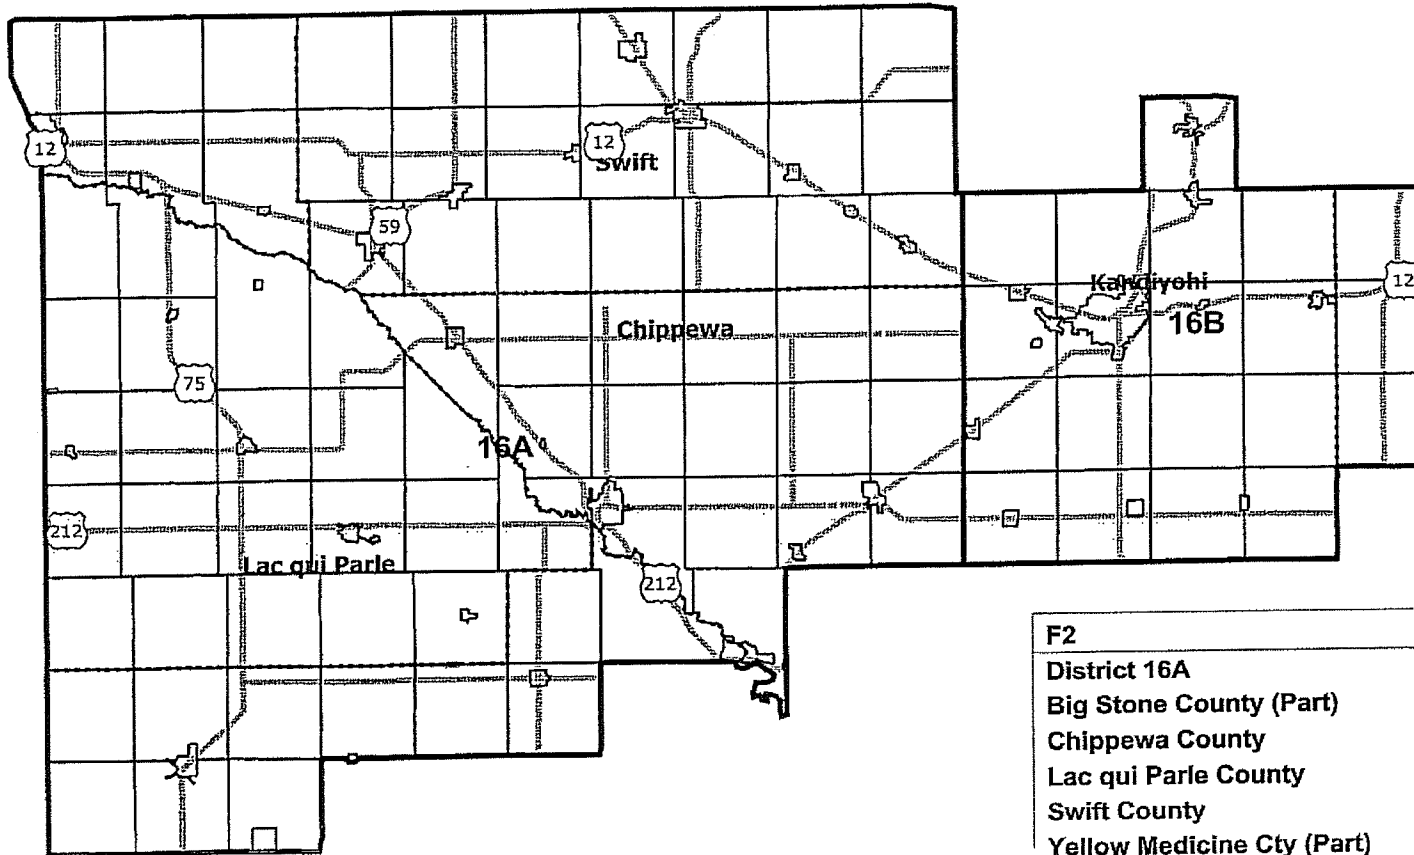 12
12
Swift
59
Kandiyohi
12
16B
Chippewa
75
16A
212
Lac qui Parle
212
F2
District 16A
Big Stone County (Part)
Chippewa County
Lac qui Parle County
Swift County
Yellow Medicine Cty (Part)